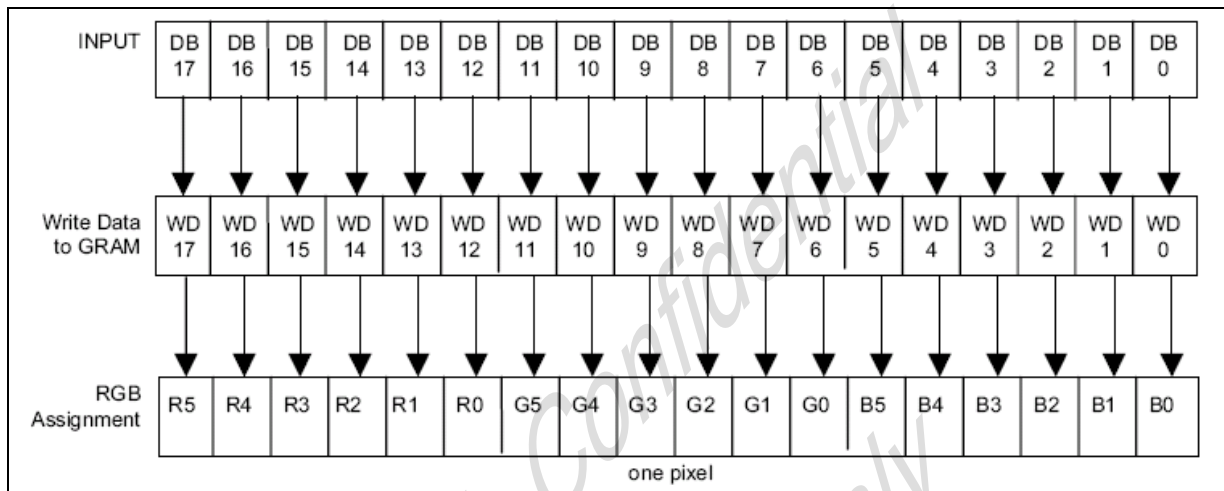 INPUT
DB DB DB DB DB DB DB DB DB DB DB DB DB DB DB DB DB DB
17 16 15 14 13 12 11 10 9 8 7 6 5 4 3 2 1 0
Write Data
to GRAM
WD WD WD WD WD WD WD WD WD WD WD WD WD WD WD WD WD WD
17 16 15 14 13 12 11 10 9 8 7 6 5 4 3 2 1 0
RGB
Assignment
R5 R4 R3 R2 R1 R0 G5 G4 G3 G2 G1 G0 B5 B4 B3 B2 B1 B0
one pixel
Confidential